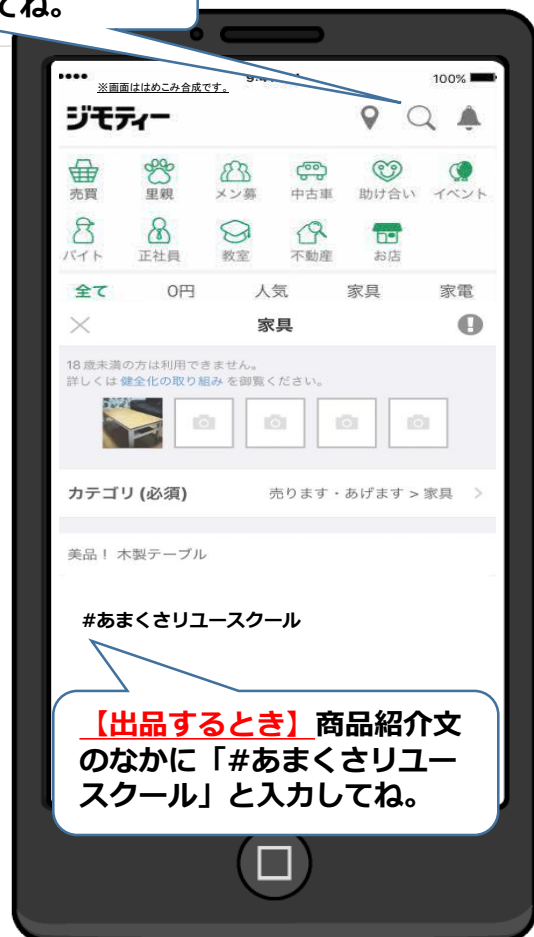 てね。
※画面ははめこみ合成です。
100%
ジモティー
売買 里親 メン募 中古車 助け合い イベント
バイト 正社員 教室 不動産 お店
全て 0円 人気 家具 家電
家具
18歳未満の方は利用できません。
詳しくは健全化の取り組みを御覧ください。
カテゴリ(必須) 売ります・あげます > 家具 >
美品！ 木製テーブル
#あまくさリユースクール
【出品するとき】商品紹介文
のなかに「#あまくさリユー
スクール」と入力してね。